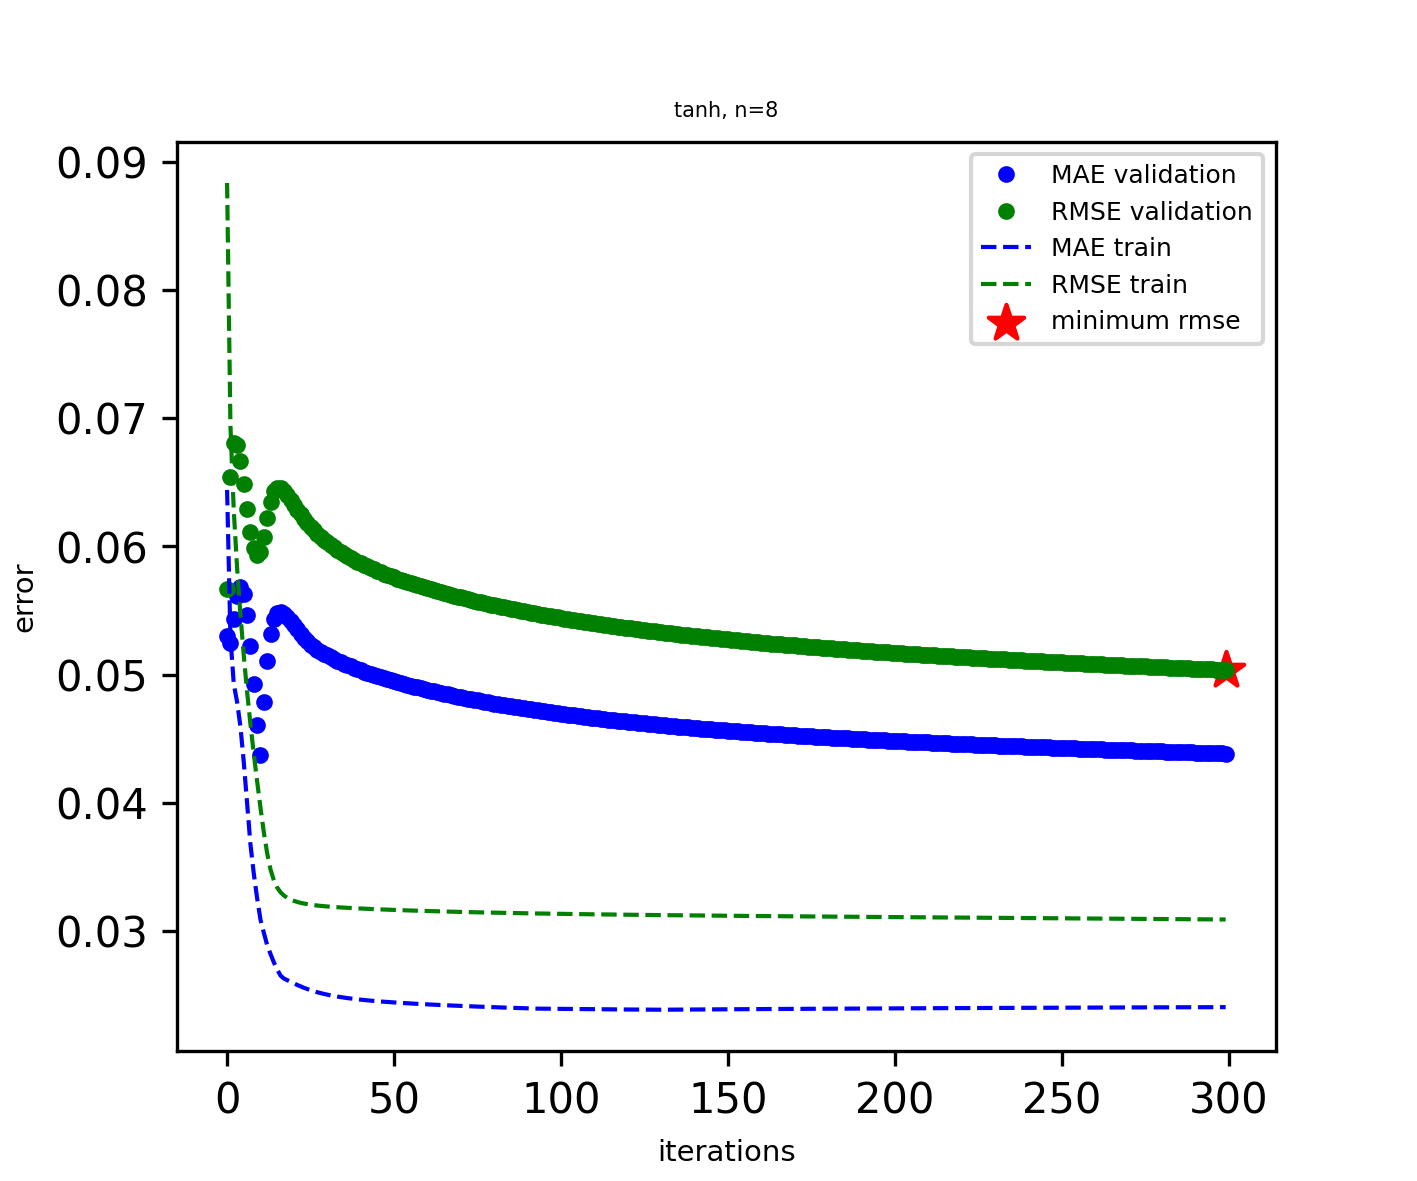 tanh, n=8
0.09
0.08
0.07
0.06
0.05
0.04
0.03
error
MAE validation
RMSE validation
MAE train
RMSE train
minimum rmse
0 50 100 150 200 250 300
iterations